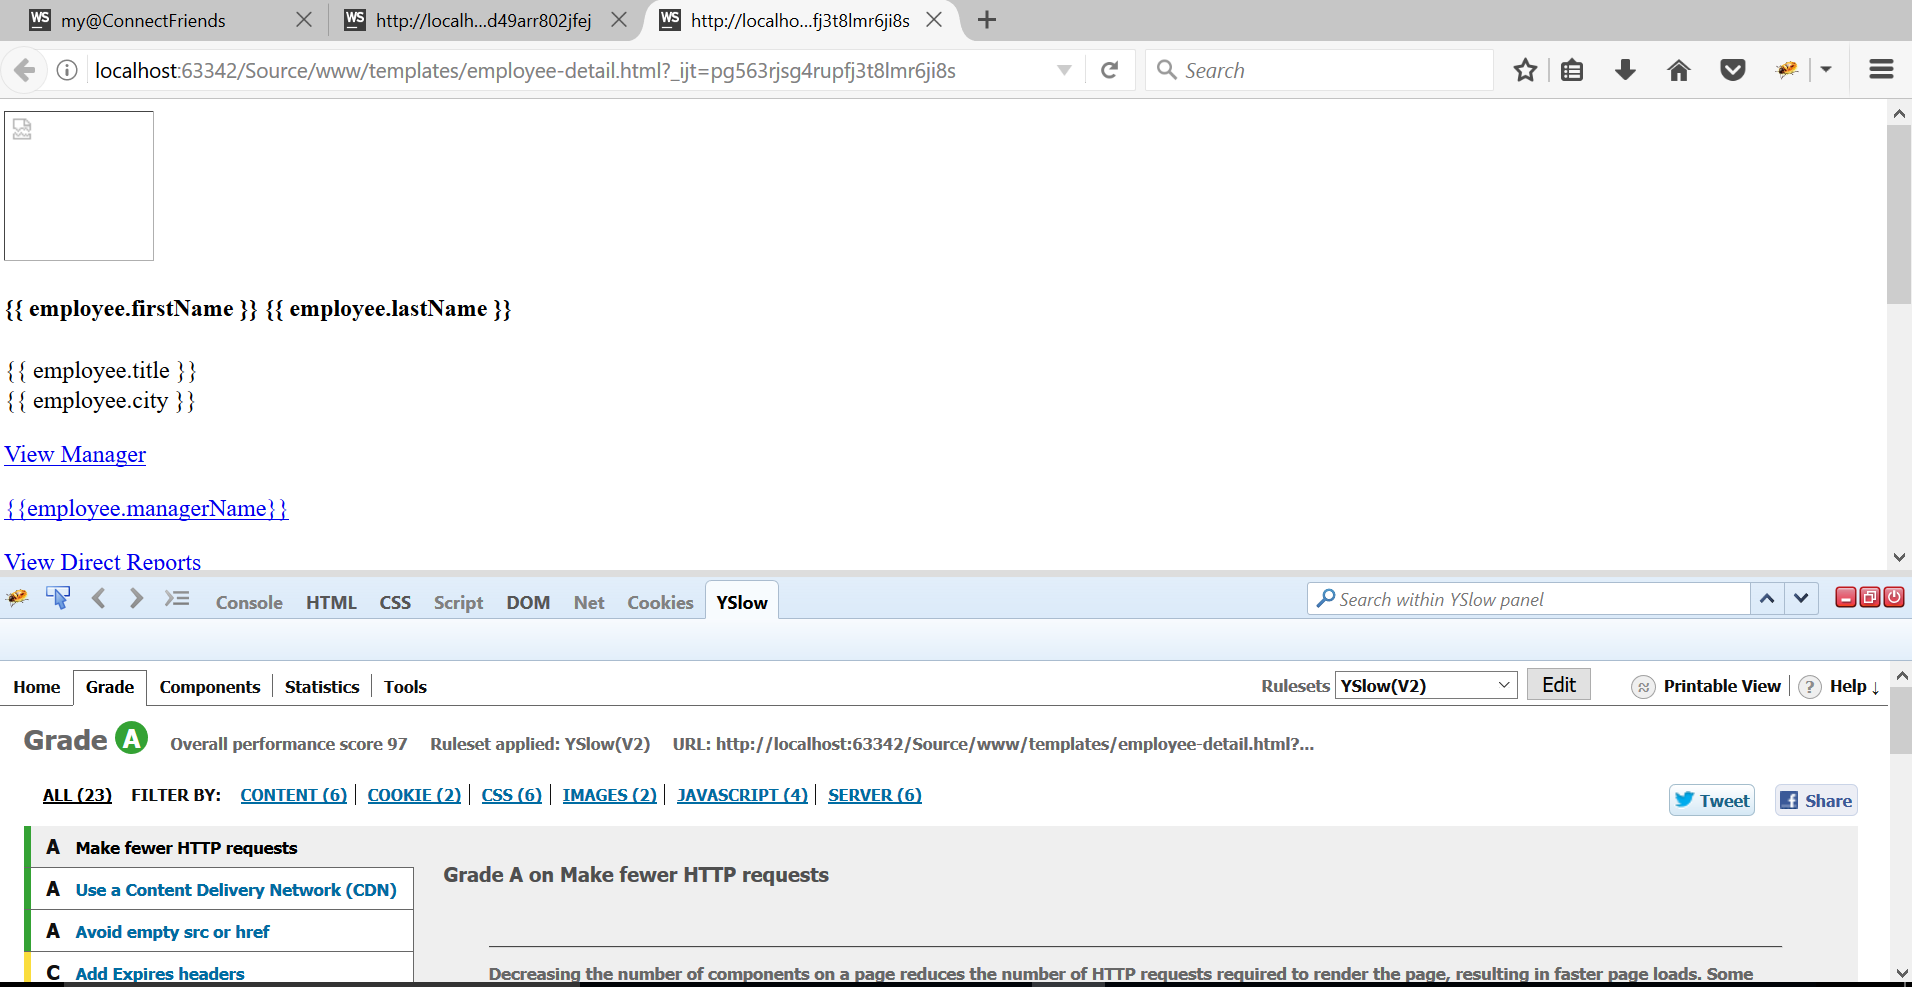 WS my@ConnectFriends WS http://localh...d49arr802jfej WS http://localho...fj3t8lmr6ji8s
localhost:63342/Source/www/templates/employee-detail.html?_ijt=pg563rjsg4rupfj3t8lmr6ji8s Search
{{ employee.firstName }} {{ employee.lastName }}
{{ employee.title }}
{{ employee.city }}
View Manager
{{employee.managerName}}
View Direct Reports
Console HTML CSS Script DOM Net Cookies YSlow Search within YSlow panel
Home Grade Components Statistics Tools Rulesets YSlow(V2) Edit Printable View ? Help ↓
Grade A Overall performance score 97 Ruleset applied: YSlow(V2) URL: http://localhost:63342/Source/www/templates/employee-detail.html?...
ALL (23) FILTER BY: CONTENT (6) COOKIE (2) CSS (6) IMAGES (2) JAVASCRIPT (4) SERVER (6)
Tweet Share
A Make fewer HTTP requests
Grade A on Make fewer HTTP requests
A Use a Content Delivery Network (CDN)
A Avoid empty src or href
C Add Expires headers
Decreasing the number of components on a page reduces the number of HTTP requests required to render the page, resulting in faster page loads. Some